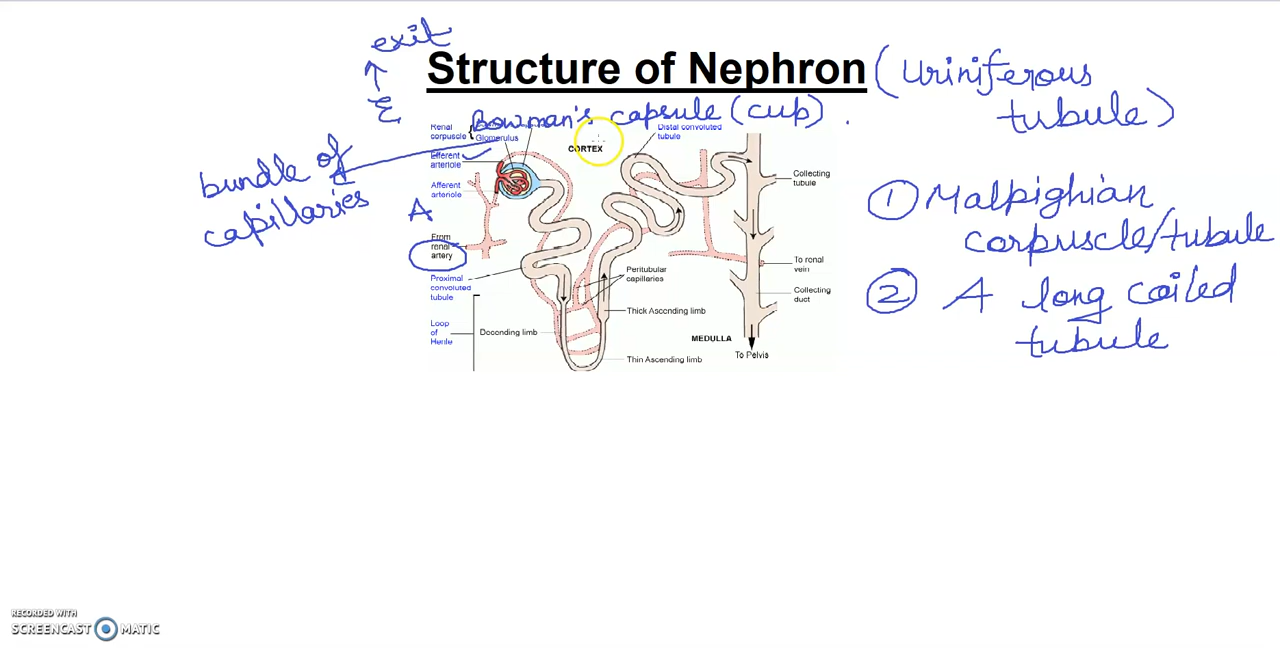 exit
Structure of Nephron (Uriniferous
tubule)
E
Bowman's capsule (cup).
Renal
corpuscle
Glomerulus
Efferent
arteriole
Afferent
arteriole
A
From
renal
artery
Proximal
convoluted
tubule
Loop
of
Henle
bundle of
capillaries
CORTEX
Distal convoluted
tubule
Collecting
tubule
To renal
vein
Collecting
duct
Peritubular
capillaries
Thick Ascending limb
Decending limb
MEDULLA
Thin Ascending limb
To Pelvis
1 Malpighian
corpuscle/tubule
2 A long coiled
tubule
RECORDED WITH
SCREENCAST MATIC